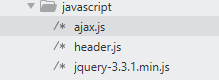 javascript
/* ajax.js
/* header.js
/* jquery-3.3.1.min.js